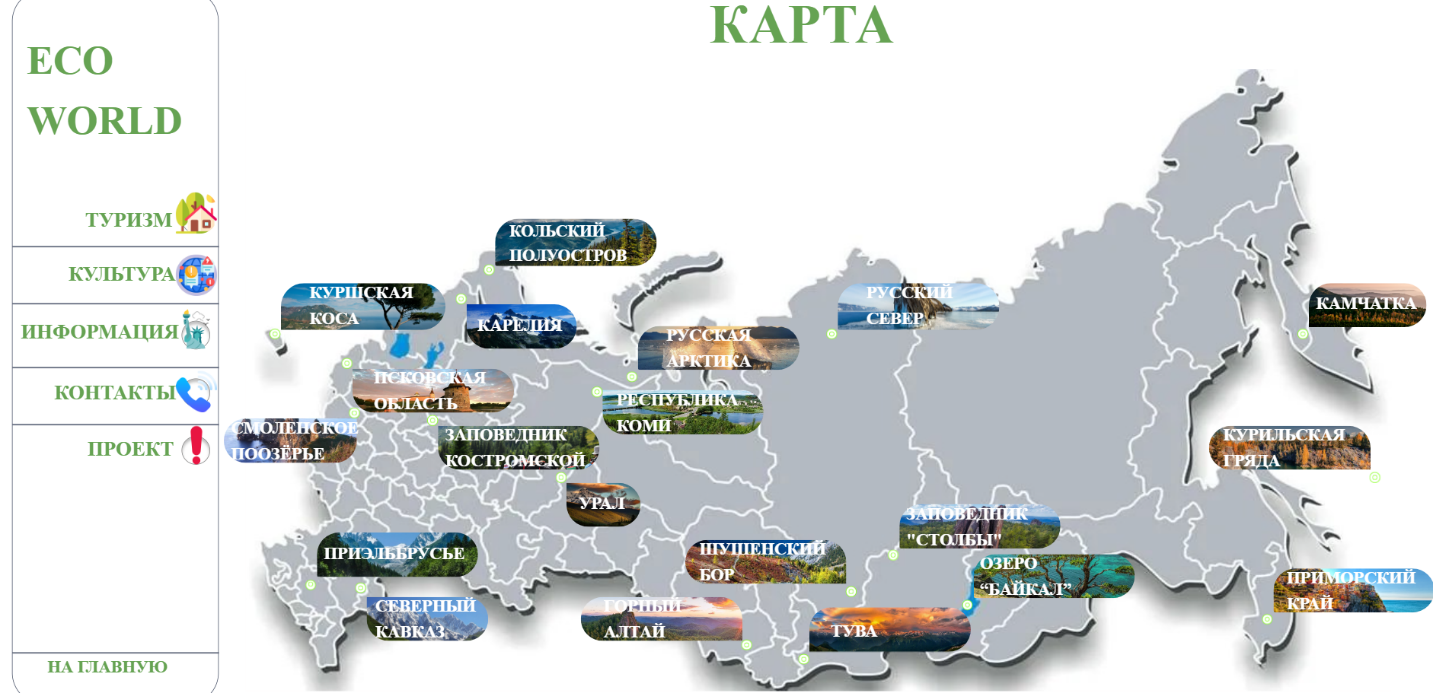 КАРТА
ECO
WORLD
ТУРИЗМ
КУЛЬТУРА
ИНФОРМАЦИЯ
КОНТАКТЫ
ПРОЕКТ
НА ГЛАВНУЮ
КОЛЬСКИЙ
ПОЛУОСТРОВ
КУРШСКАЯ
КОСА
КАРЕЛИЯ
РУССКАЯ
АРКТИКА
РУССКИЙ
СЕВЕР
КАМЧАТКА
ПСКОВСКАЯ
ОБЛАСТЬ
РЕСПУБЛИКА
КОМИ
СМОЛЕНСКОЕ
ПООЗЁРЬЕ
ЗАПОВЕДНИК
КОСТРОМСКОЙ
КУРИЛЬСКАЯ
ГРЯДА
УРАЛ
ЗАПОВЕДНИК
"СТОЛБЫ"
ПРИЭЛЬБРУСЬЕ
ШУШЕНСКИЙ
БОР
ОЗЕРО
“БАЙКАЛ”
ПРИМОРСКИЙ
КРАЙ
СЕВЕРНЫЙ
КАВКАЗ
ГОРНЫЙ
АЛТАЙ
ТУВА